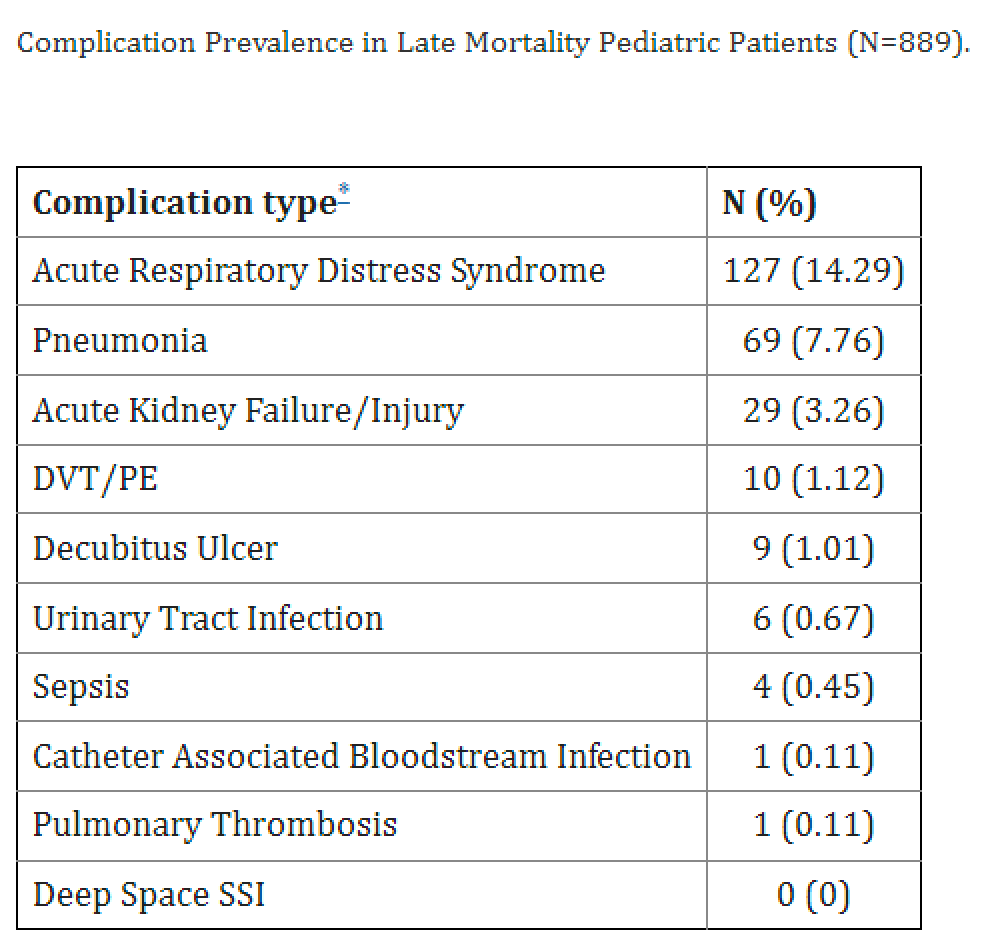 Complication Prevalence in Late Mortality Pediatric Patients (N=889).
Complication type* N (%)
Acute Respiratory Distress Syndrome 127 (14.29)
Pneumonia 69 (7.76)
Acute Kidney Failure/Injury 29 (3.26)
DVT/PE 10 (1.12)
Decubitus Ulcer 9 (1.01)
Urinary Tract Infection 6 (0.67)
Sepsis 4 (0.45)
Catheter Associated Bloodstream Infection 1 (0.11)
Pulmonary Thrombosis 1 (0.11)
Deep Space SSI 0 (0)